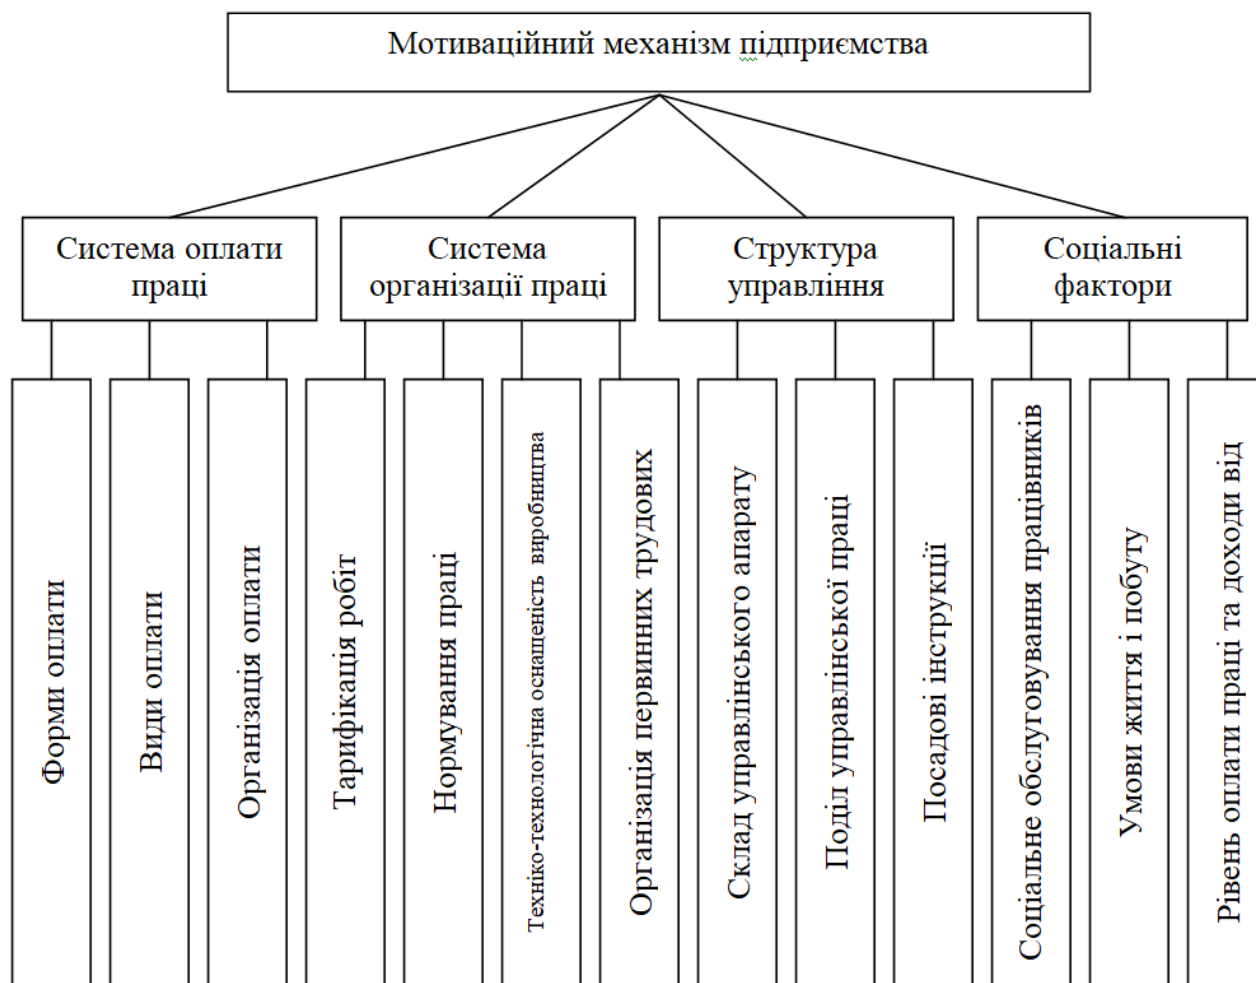 Мотиваційний механізм підприємства
Система оплати
праці
Система
організації праці
Структура
управління
Соціальні
фактори
Форми оплати
Види оплати
Організація оплати
Тарифікація робіт
Нормування праці
Техніко-технологічна оснащеність виробництва
Організація первинних трудових
Склад управлінського апарату
Поділ управлінської праці
Посадові інструкції
Соціальне обслуговування працівників
Умови життя і побуту
Рівень оплати праці та доходи від